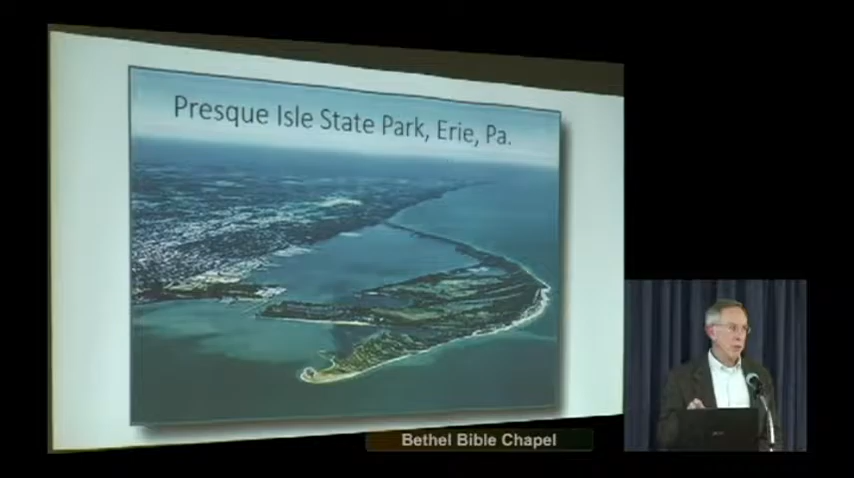 Presque Isle State Park, Erie, Pa.
Bethel Bible Chapel